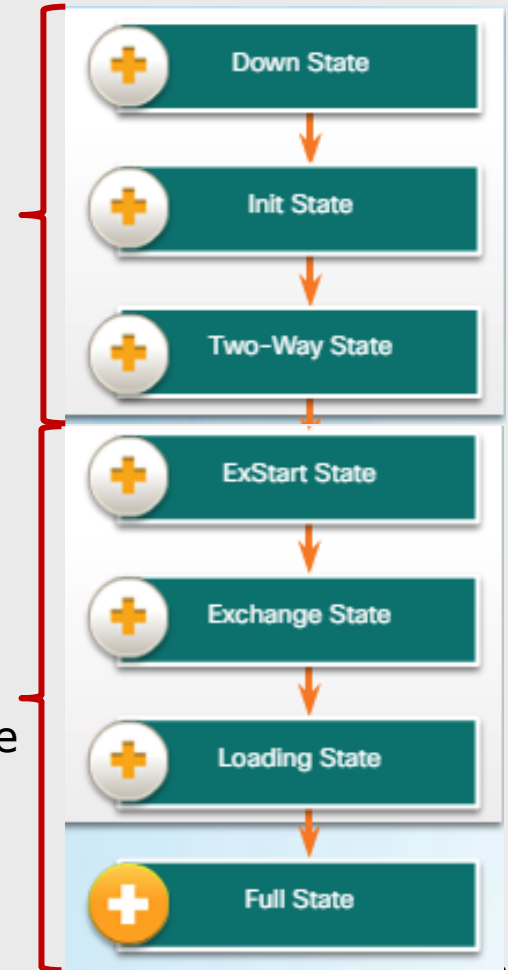 Down State
Init State
Two-Way State
ExStart State
Exchange State
e
Loading State
Full State